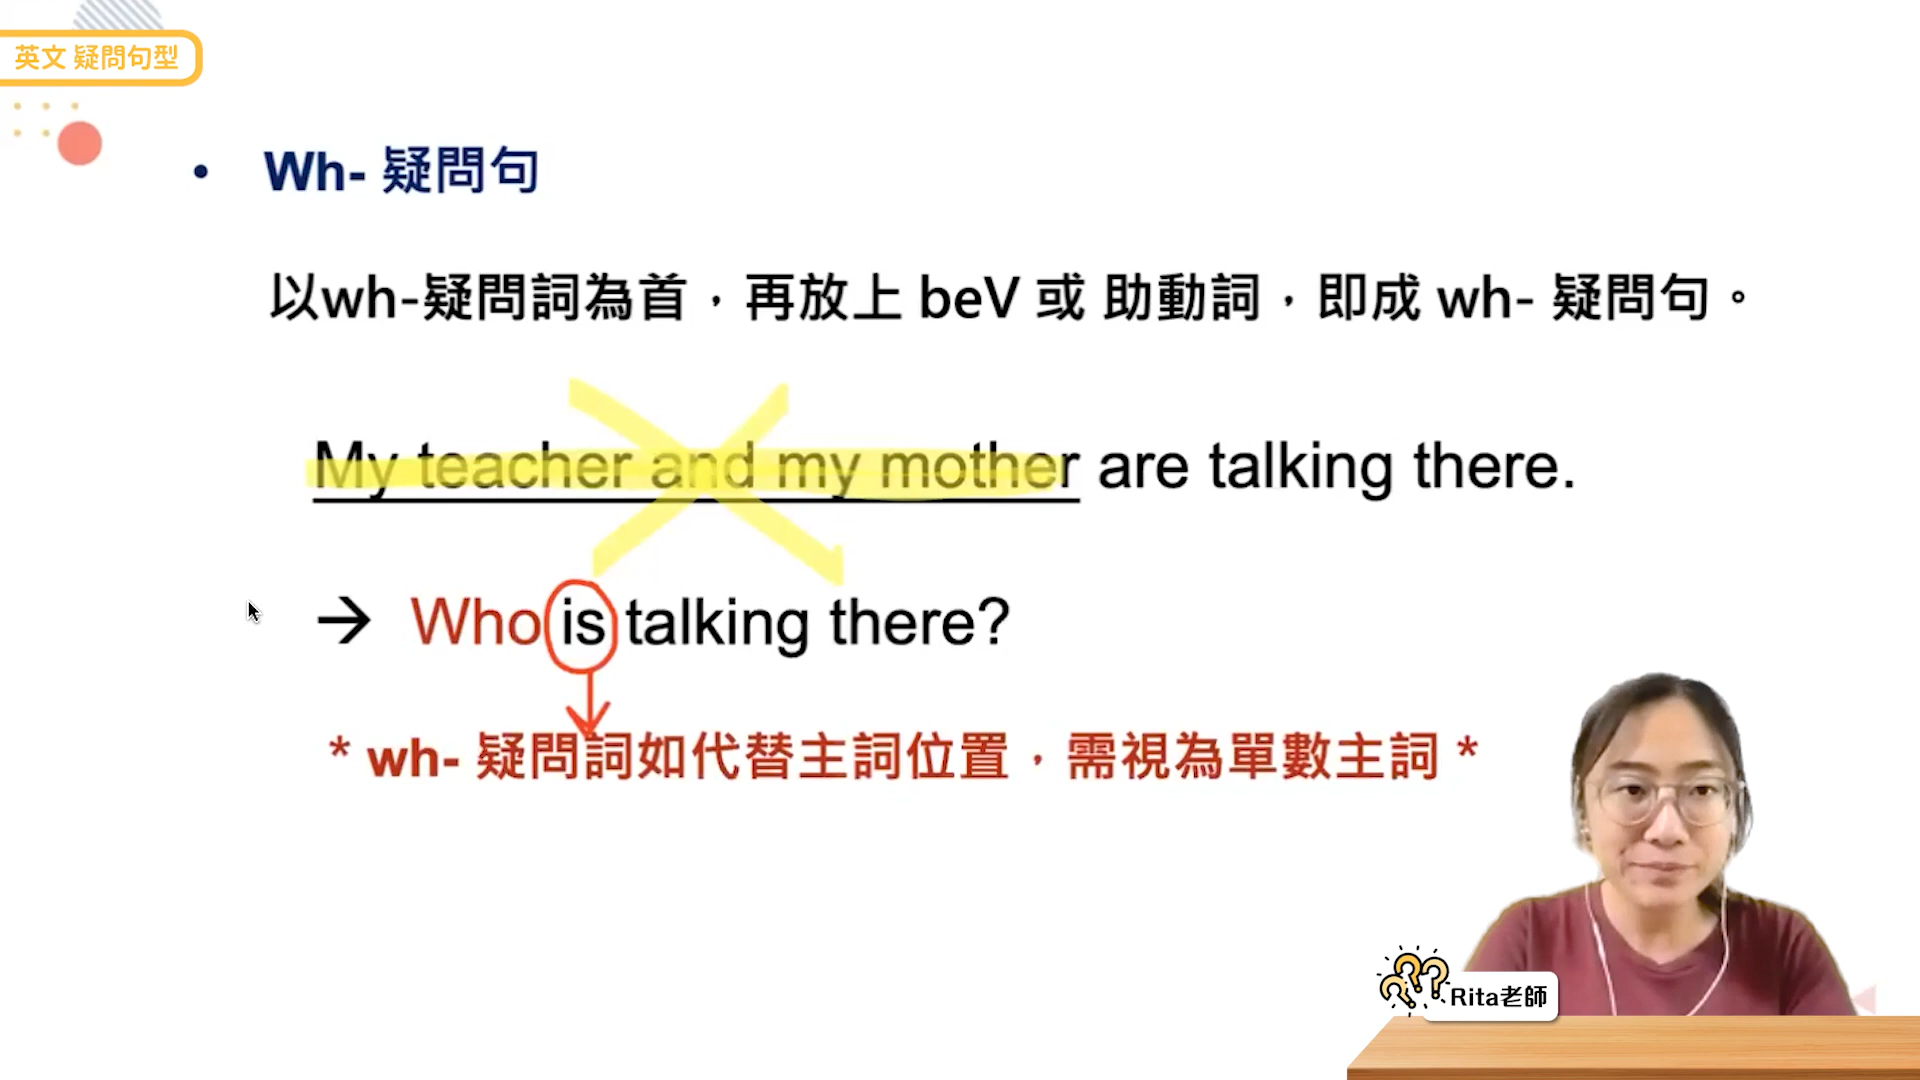 英文 疑問句型
• Wh- 疑問句
以wh-疑問詞為首，再放上 beV 或 助動詞，即成 wh- 疑問句。
My teacher and my mother are talking there.
→ Who is talking there?
* wh- 疑問詞如代替主詞位置，需視為單數主詞 *
Rita老師